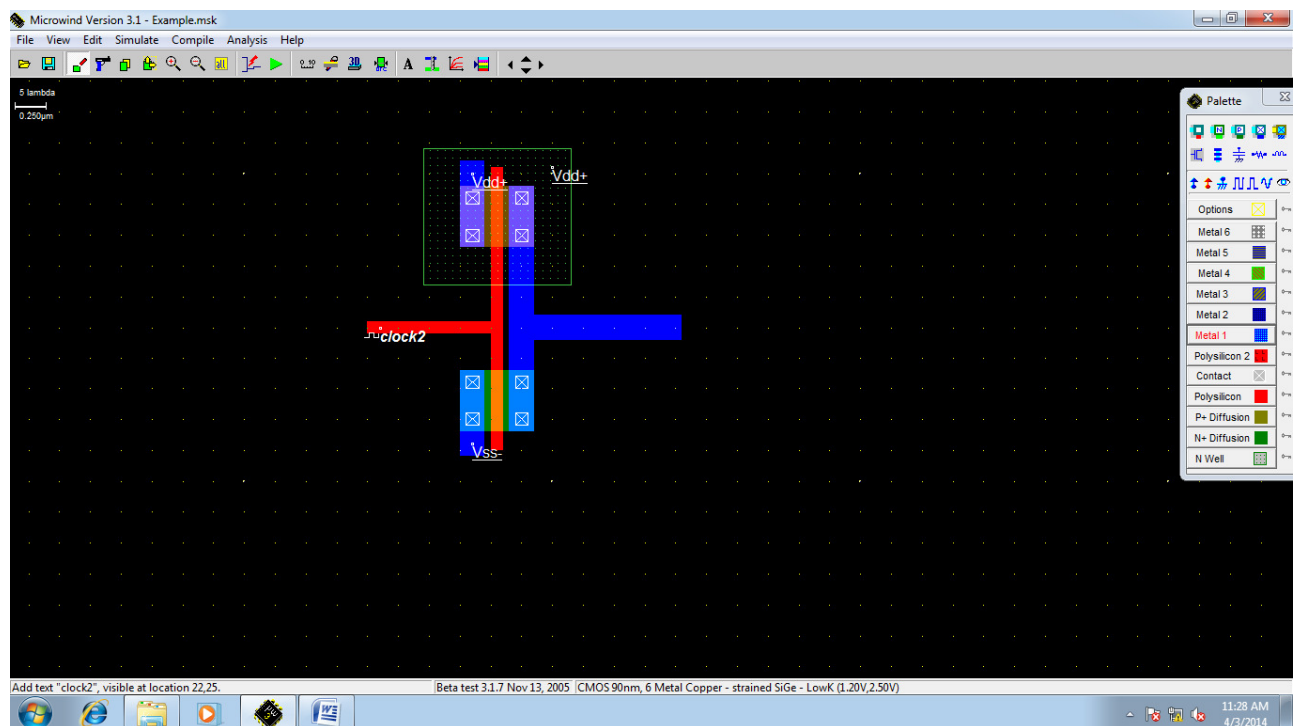 Microwind Version 3.1 - Example.msk
File View Edit Simulate Compile Analysis Help
5 lambda
0.250µm
Vdd+
Vdd+
clock2
Vss-
Palette
Options
Metal 6
Metal 5
Metal 4
Metal 3
Metal 2
Metal 1
Polysilicon 2
Contact
Polysilicon
P+ Diffusion
N+ Diffusion
N Well
Add text "clock2", visible at location 22,25.
Beta test 3.1.7 Nov 13, 2005 CMOS 90nm, 6 Metal Copper - strained SiGe - LowK (1.20V,2.50V)
11:28 AM
4/3/2014